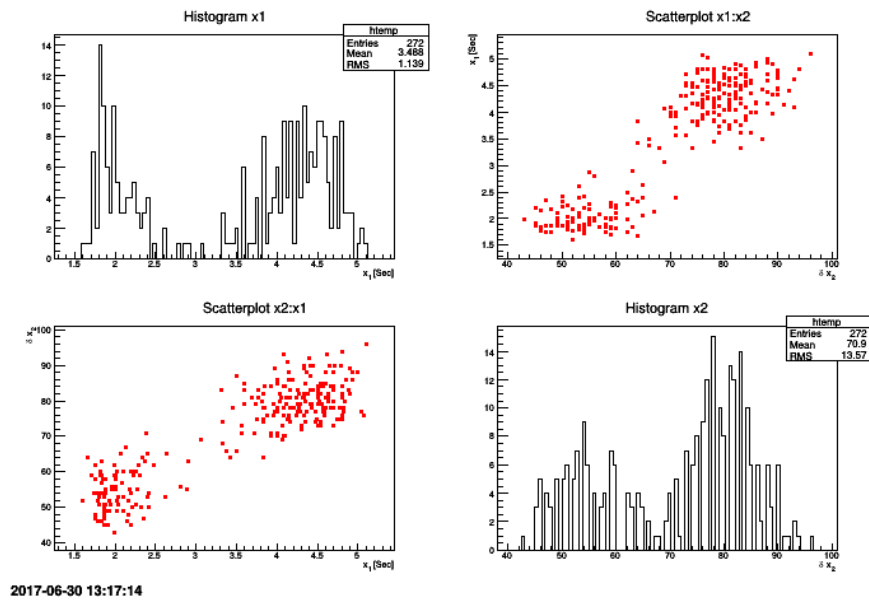 Histogram x1
htemp
Entries 272
Mean 3.488
RMS 1.139
14
12
10
8
6
4
2
0
1.5 2 2.5 3 3.5 4 4.5 5
x1 [Sec]
Scatterplot x1:x2
x1 [Sec]
5
4.5
4
3.5
3
2.5
2
1.5
40 50 60 70 80 90 100
δ x2
Scatterplot x2:x1
δ x2
100
90
80
70
60
50
40
1.5 2 2.5 3 3.5 4 4.5 5
x1 [Sec]
Histogram x2
htemp
Entries 272
Mean 70.9
RMS 13.57
14
12
10
8
6
4
2
0
40 50 60 70 80 90 100
δ x2
2017-06-30 13:17:14